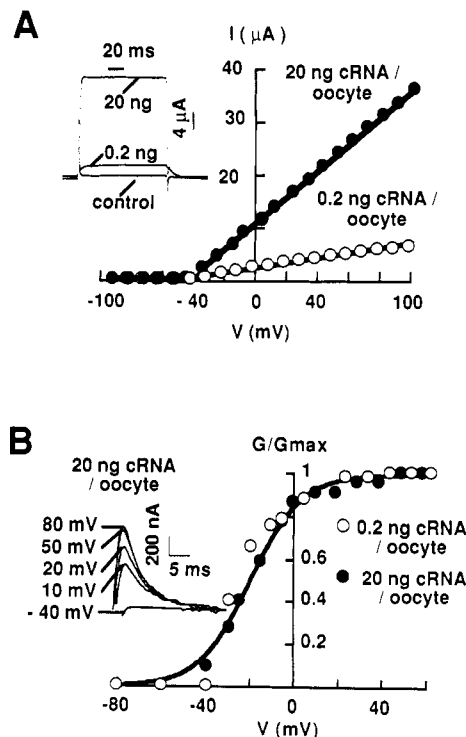 A
I ( μA)
20 ms
20 ng
4 μA
0.2 ng
control
40
30
20
20 ng cRNA /
oocyte
0.2 ng cRNA /
oocyte
-100
- 40
0
40
100
V (mV)
B
G/Gmax
20 ng cRNA
/ oocyte
80 mV
50 mV
20 mV
10 mV
- 40 mV
200 nA
5 ms
1
0.6
0.4
0.2
0.2 ng cRNA
/ oocyte
20 ng cRNA
/ oocyte
-80
-40
0
40
V (mV)